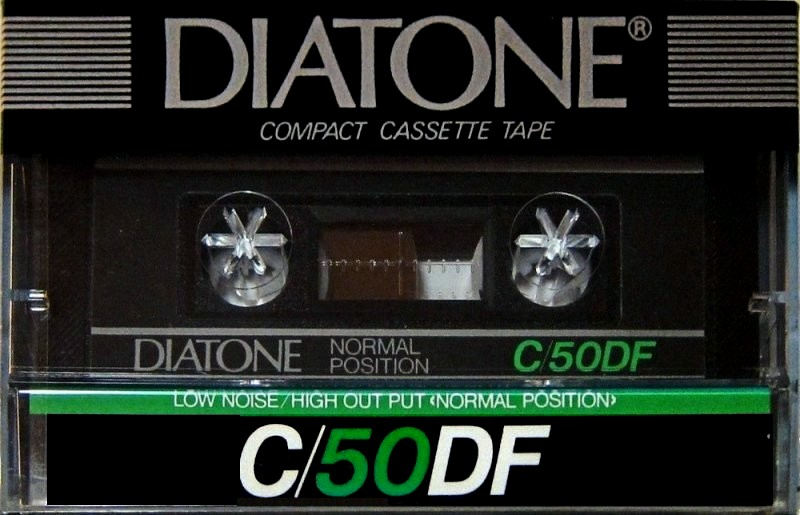 DIATONE®
COMPACT CASSETTE TAPE
DIATONE NORMAL POSITION C/50DF
LOW NOISE/HIGH OUT PUT ‹NORMAL POSITION›
C/50DF